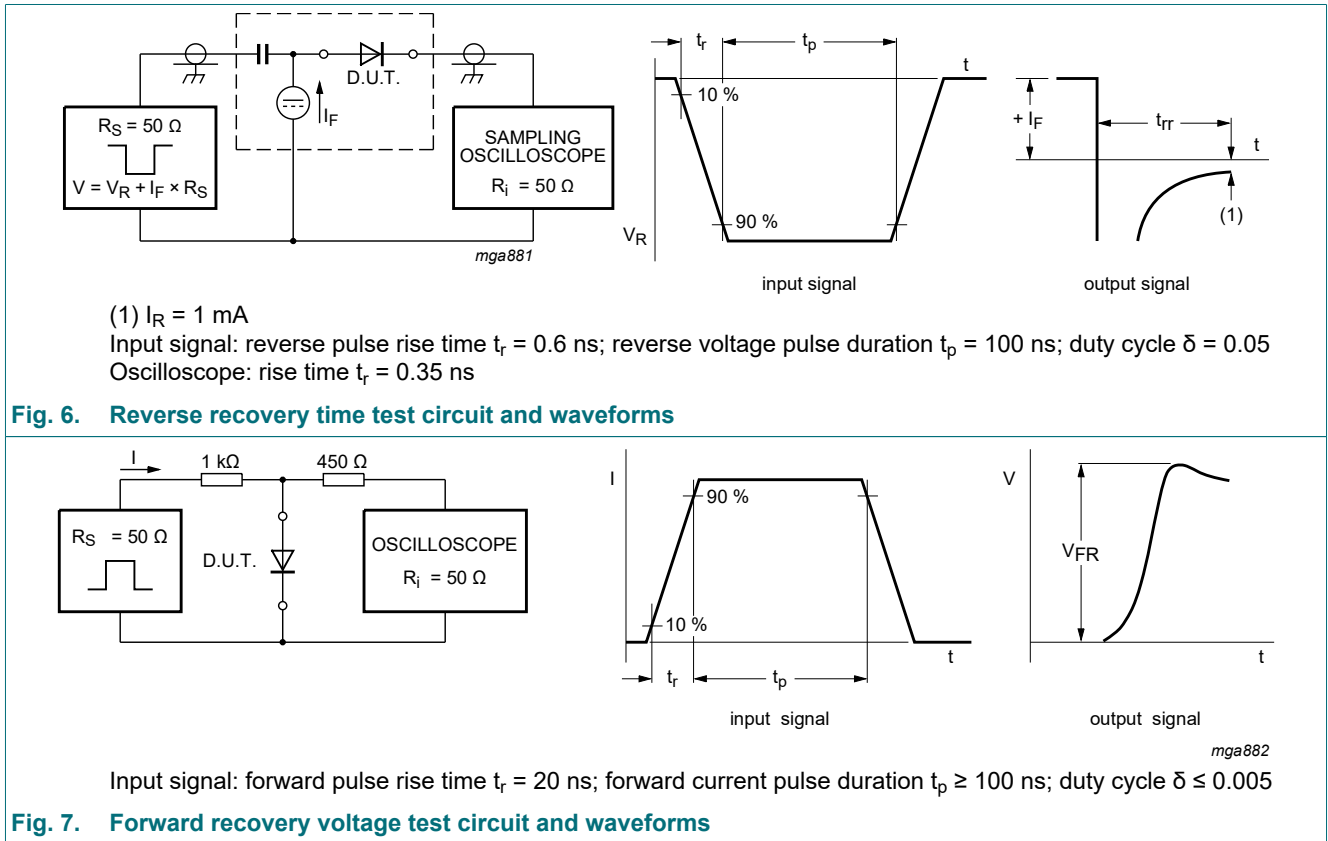 D.U.T.
I_F
R_S = 50 Ω
V = V_R + I_F × R_S
SAMPLING
OSCILLOSCOPE
R_i = 50 Ω
mga881
t_r
t_p
t
10 %
90 %
V_R
input signal
+ I_F
t_rr
t
(1)
output signal
(1) I_R = 1 mA
Input signal: reverse pulse rise time t_r = 0.6 ns; reverse voltage pulse duration t_p = 100 ns; duty cycle δ = 0.05
Oscilloscope: rise time t_r = 0.35 ns
Fig. 6. Reverse recovery time test circuit and waveforms
I
1 kΩ
450 Ω
R_S = 50 Ω
D.U.T.
OSCILLOSCOPE
R_i = 50 Ω
I
90 %
10 %
t
t_r
t_p
input signal
V
V_FR
t
output signal
mga882
Input signal: forward pulse rise time t_r = 20 ns; forward current pulse duration t_p ≥ 100 ns; duty cycle δ ≤ 0.005
Fig. 7. Forward recovery voltage test circuit and waveforms